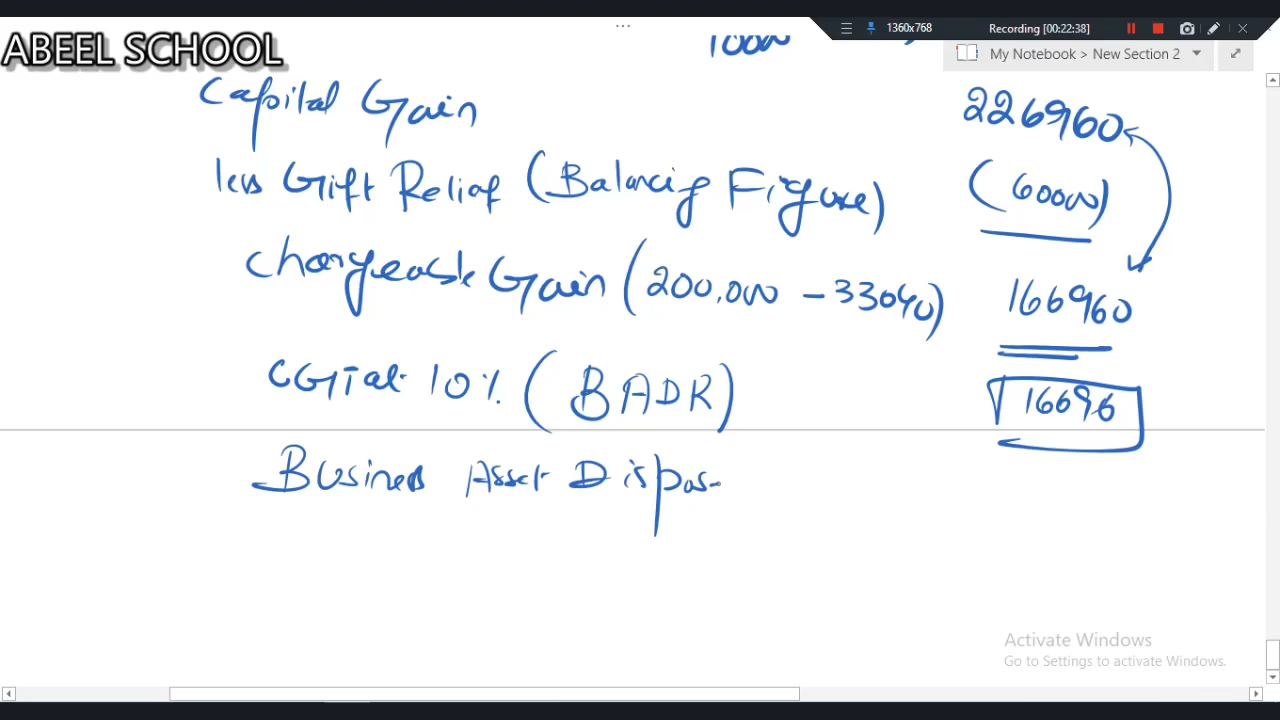 1360x768 Recording [00:22:38]
ABEEL SCHOOL
My Notebook > New Section 2
10000
Capital Gain 226960
less Gift Relief (Balancing Figure) (60000)
Chargeable Gain (200,000 - 33040) 166960
CGT at 10% (BADR) 16696
Business Asset Dispos
Activate Windows
Go to Settings to activate Windows.